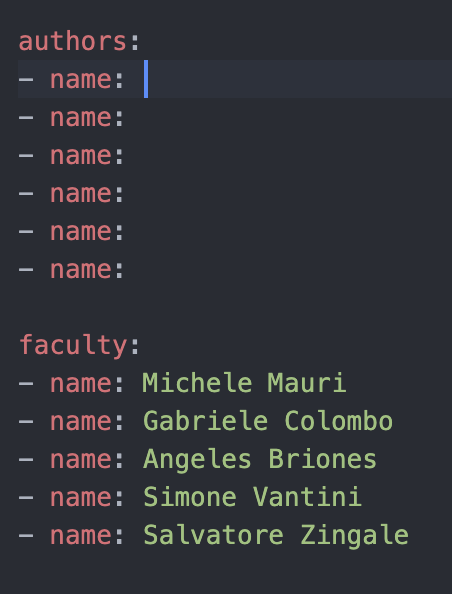 authors:
- name:
- name:
- name:
- name:
- name:
- name:
faculty:
- name: Michele Mauri
- name: Gabriele Colombo
- name: Angeles Briones
- name: Simone Vantini
- name: Salvatore Zingale